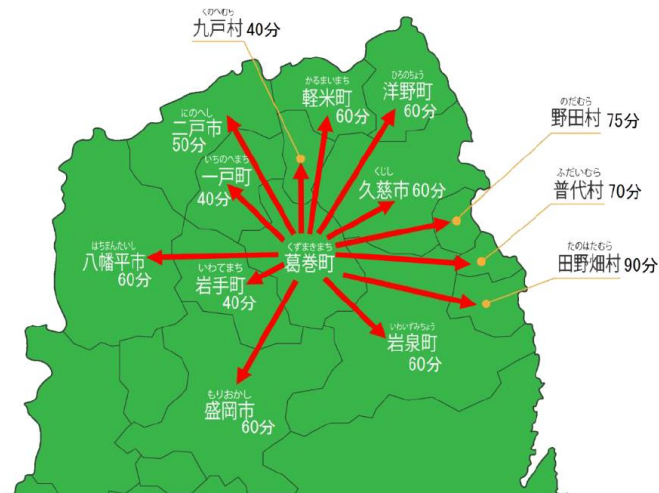 くのへむら
九戸村 40分
かるまいまち
軽米町
60分
ひろのちょう
洋野町
60分
のだむら
野田村 75分
にのへし
二戸市
50分
いちのへまち
一戸町
40分
くじし
久慈市 60分
ふだいむら
普代村 70分
たのはたむら
田野畑村 90分
くずまきまち
葛巻町
はちまんたいし
八幡平市
60分
いわてまち
岩手町
40分
いわいずみちょう
岩泉町
60分
もりおかし
盛岡市
60分